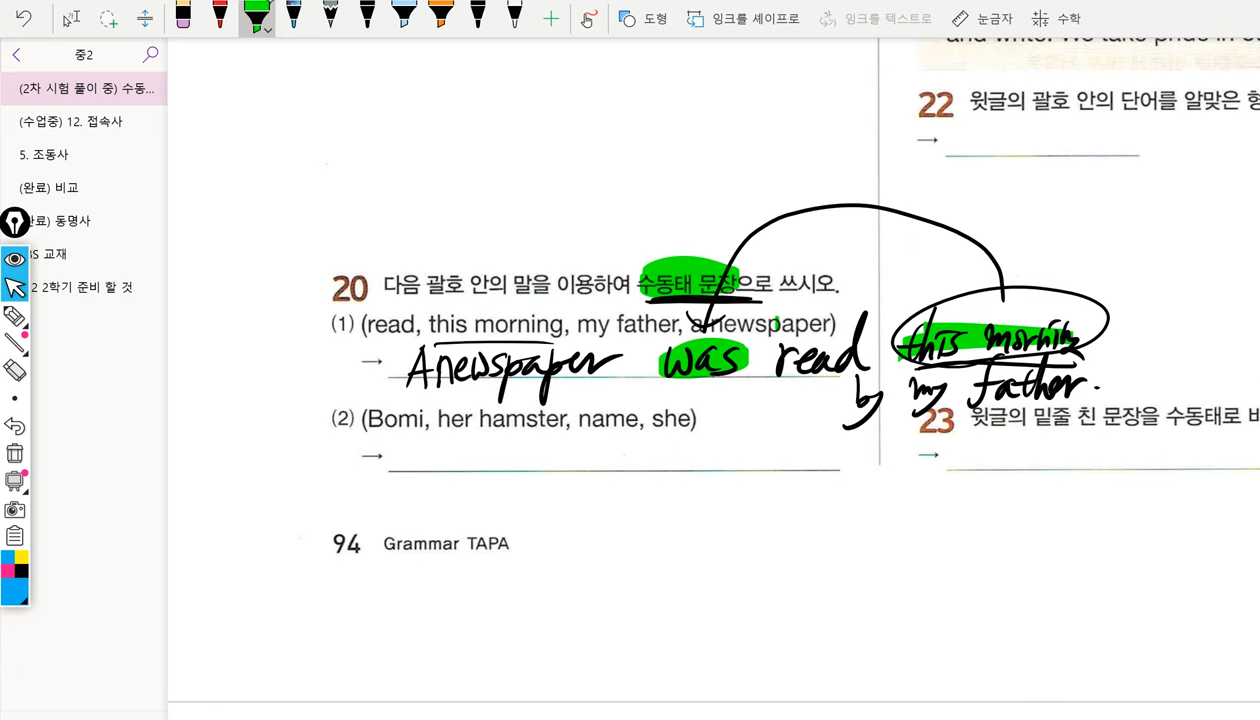 도형
잉크를 셰이프로
잉크를 텍스트로
눈금자
수학
중2
(2차 시험 풀이 중) 수동...
(수업중) 12. 접속사
5. 조동사
(완료) 비교
료) 동명사
교재
2 2학기 준비 할 것
20 다음 괄호 안의 말을 이용하여 수동태 문장으로 쓰시오.
(1) (read, this morning, my father, a newspaper)
→ A newspaper was read this morning
by my father.
(2) (Bomi, her hamster, name, she)
→
94 Grammar TAPA
22 윗글의 괄호 안의 단어를 알맞은
→
23 윗글의 밑줄 친 문장을 수동태로
→